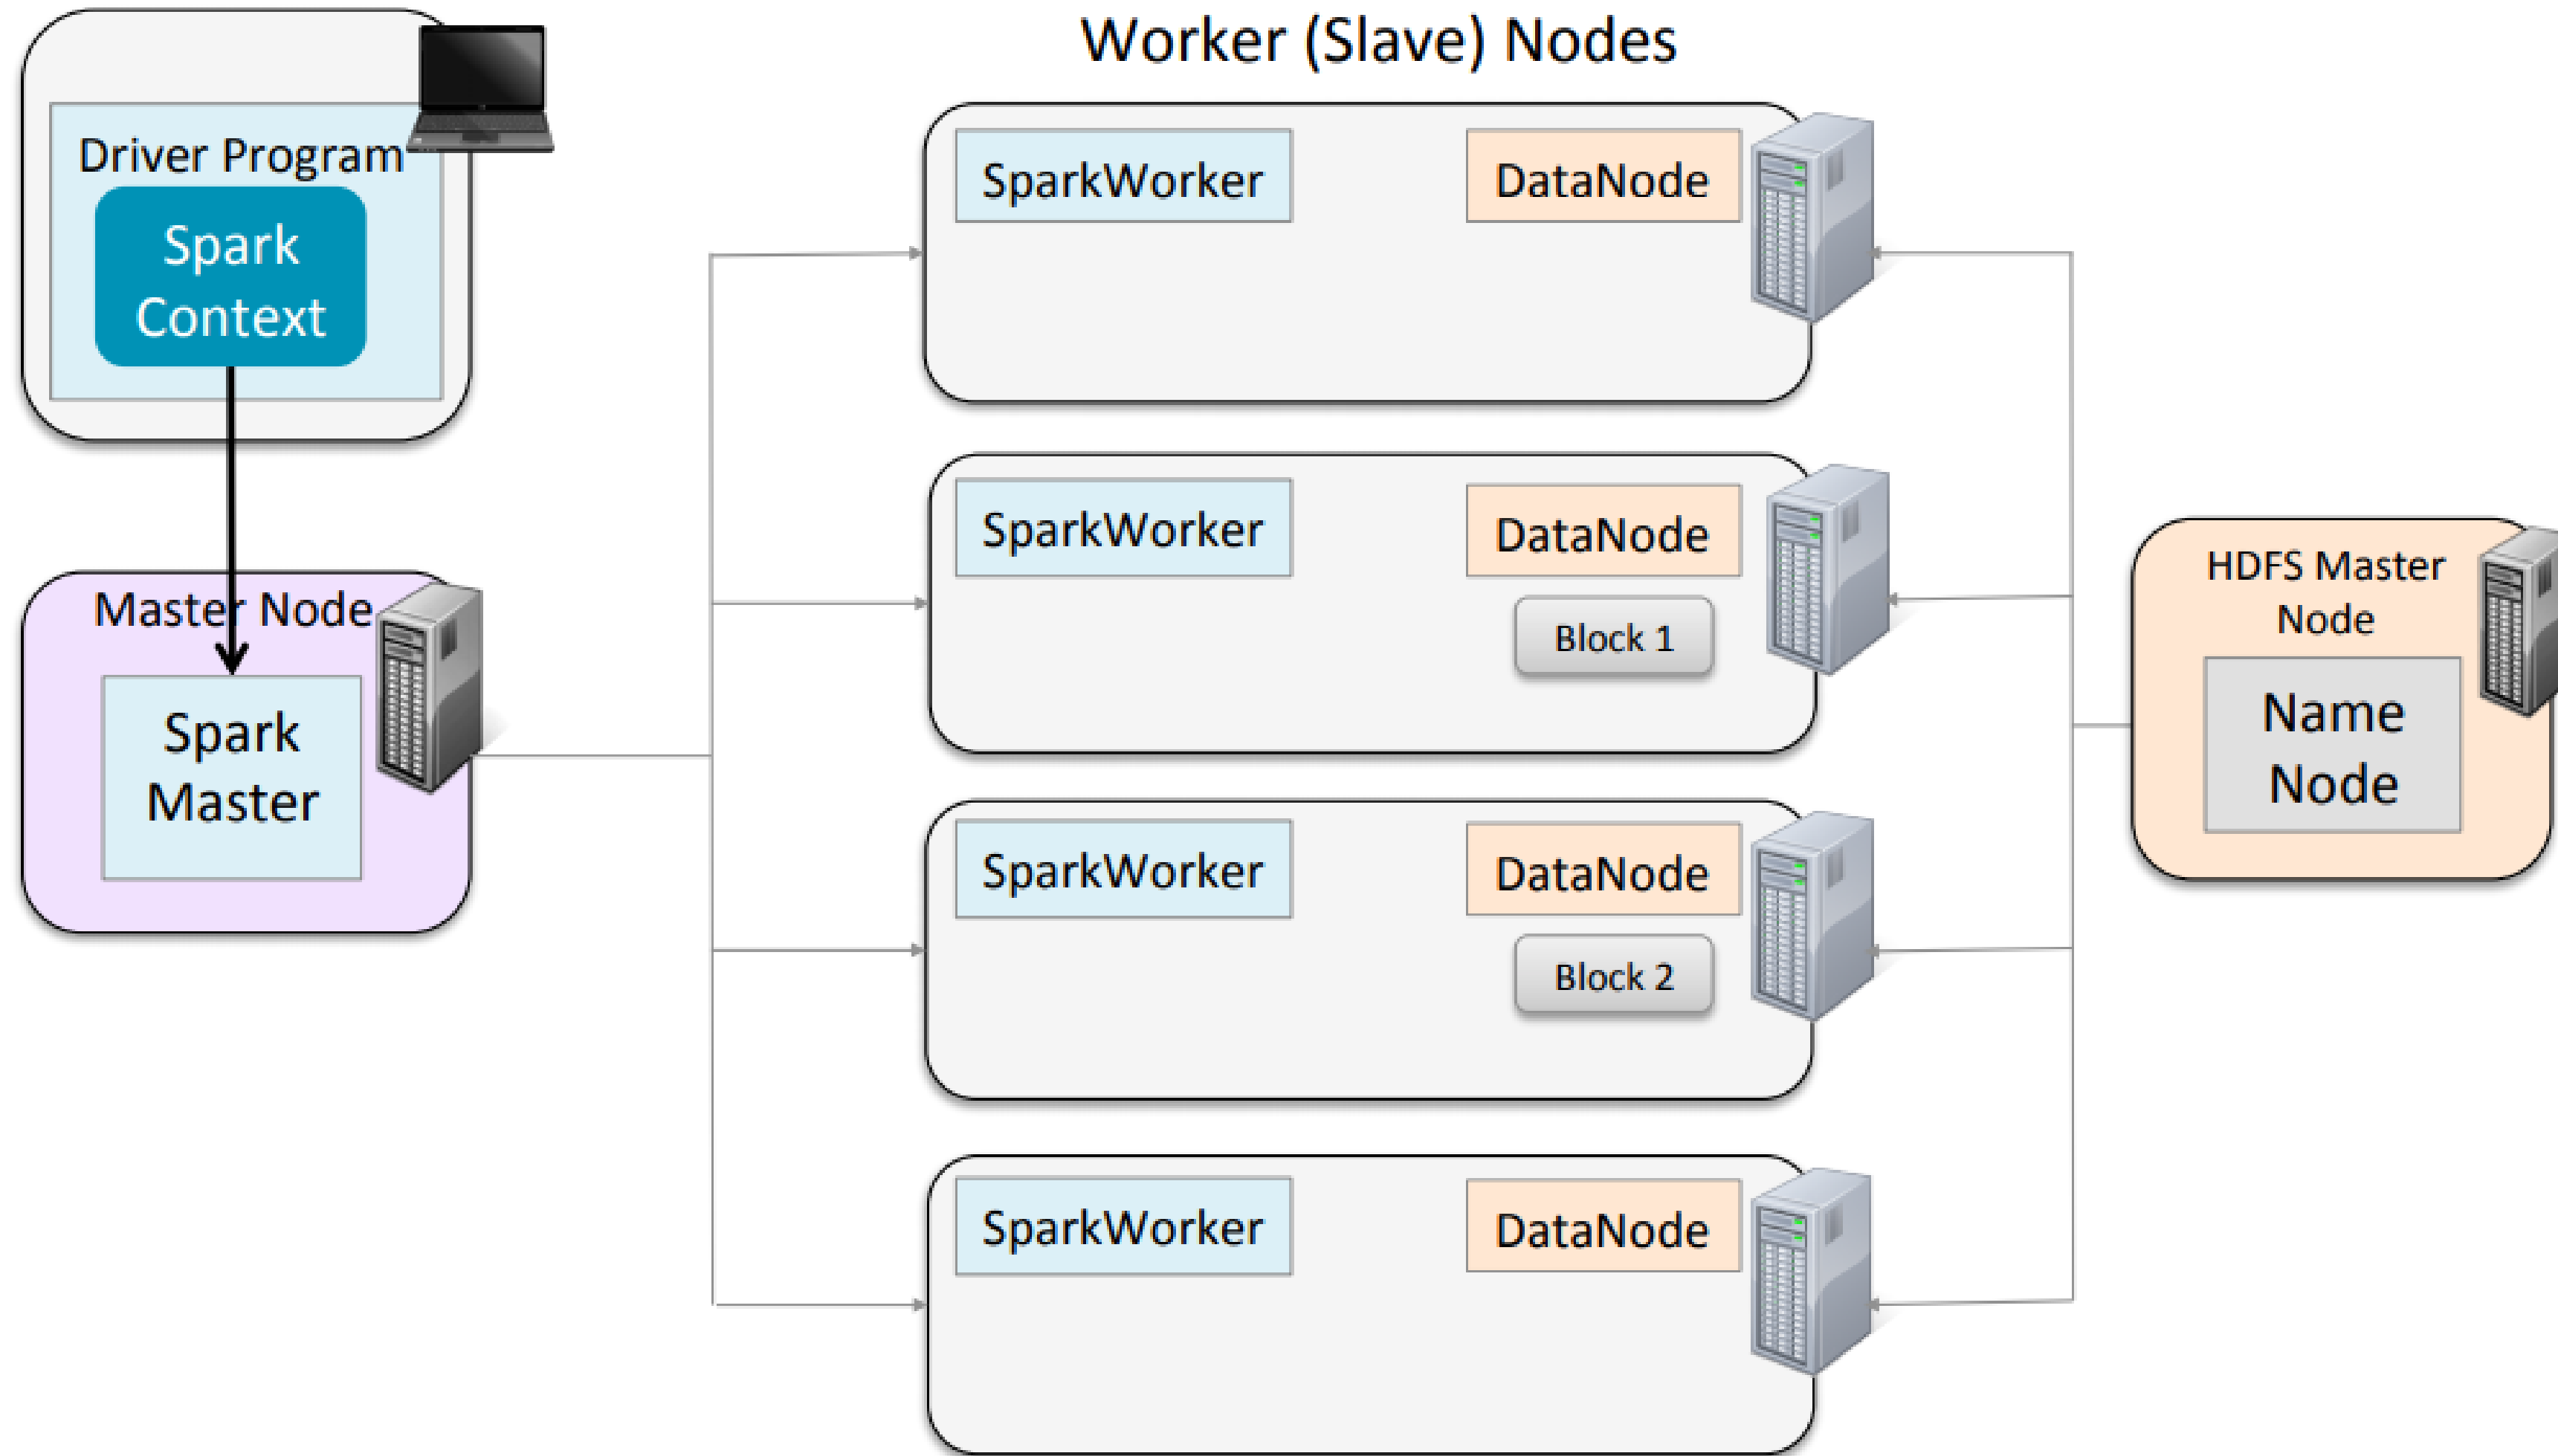 Worker (Slave) Nodes
Driver Program
Spark
Context
Master Node
Spark
Master
SparkWorker
DataNode
SparkWorker
DataNode
Block 1
SparkWorker
DataNode
Block 2
SparkWorker
DataNode
HDFS Master
Node
Name
Node